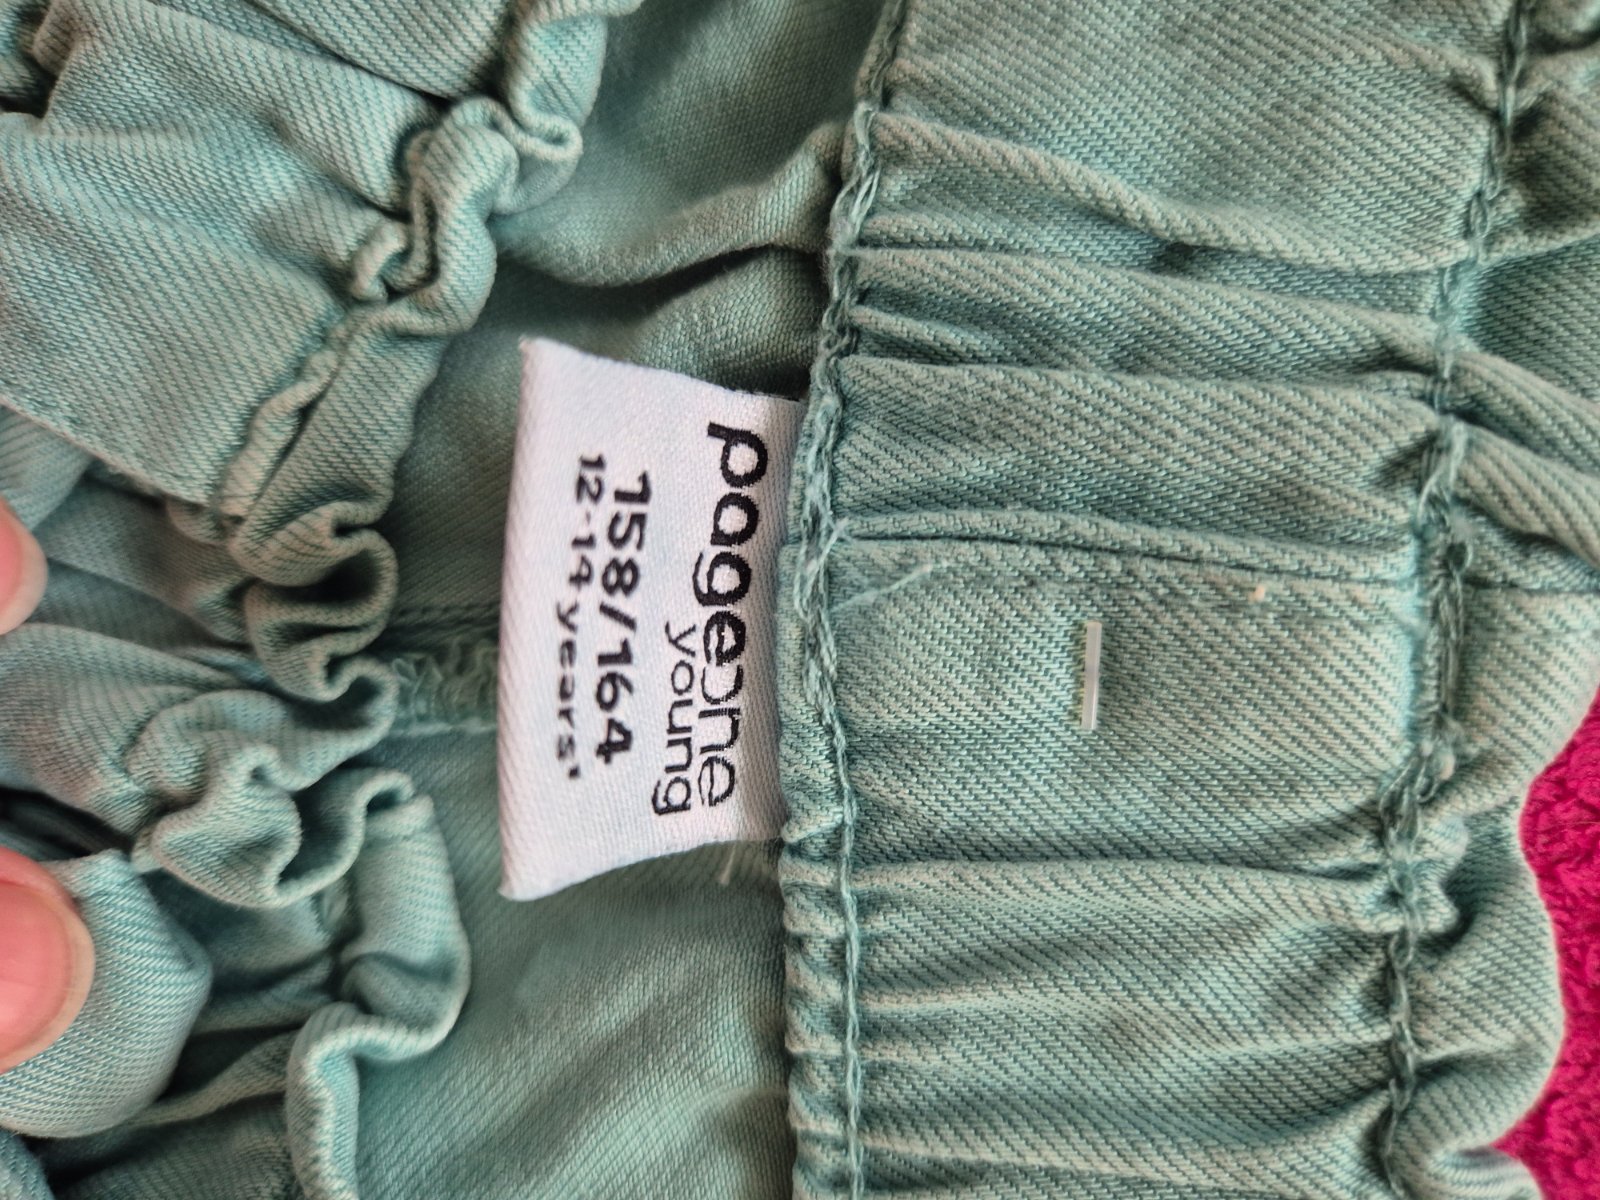 pageone
young
158/164
12-14 years'